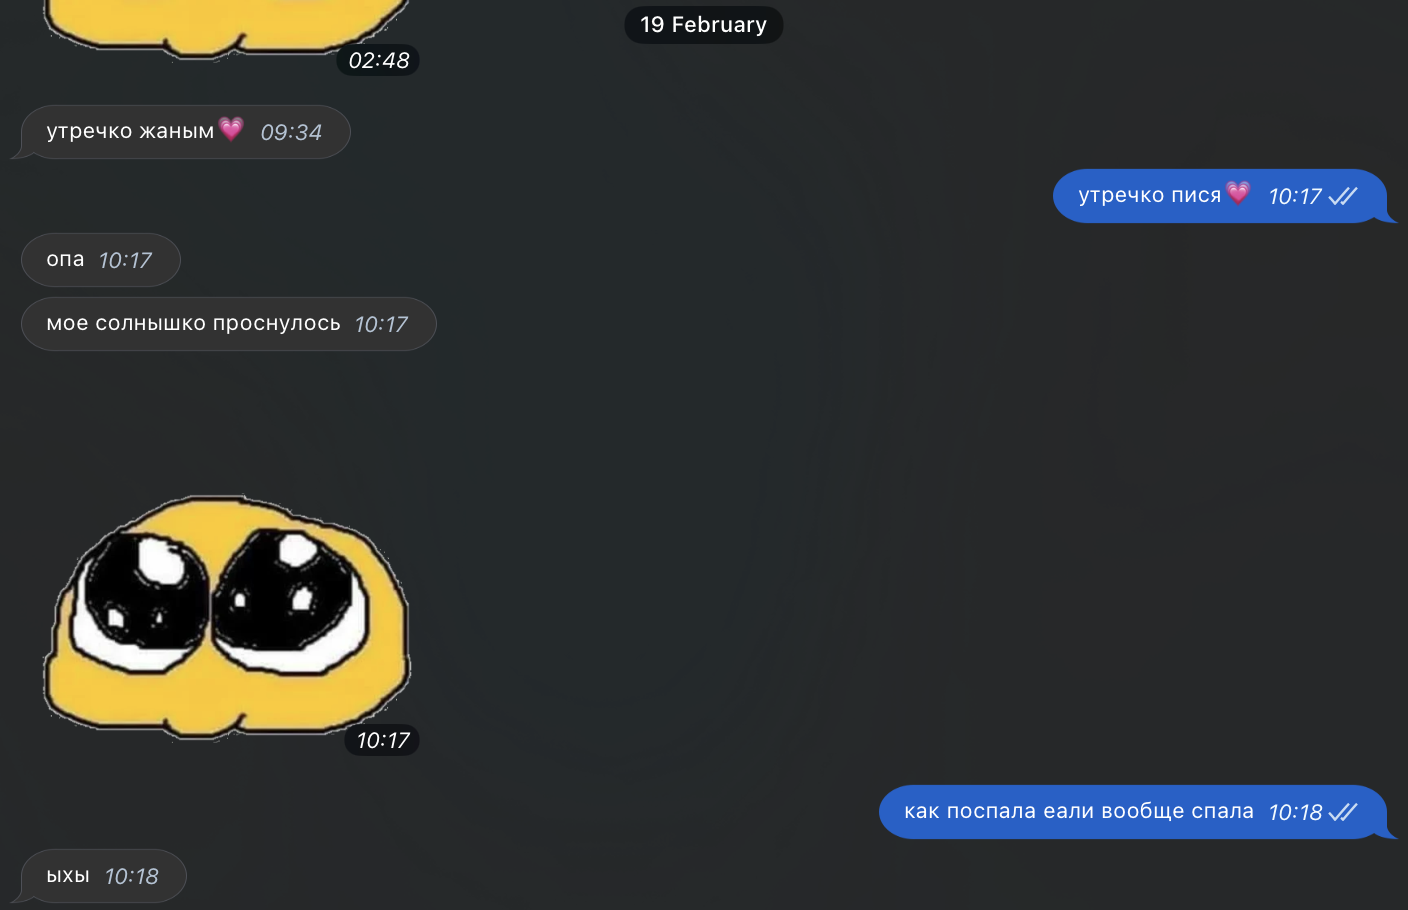 19 February
02:48
утречко жаным💗 09:34
утречко пися💗 10:17
опа 10:17
мое солнышко проснулось 10:17
10:17
как поспала еали вообще спала 10:18
ыхы 10:18